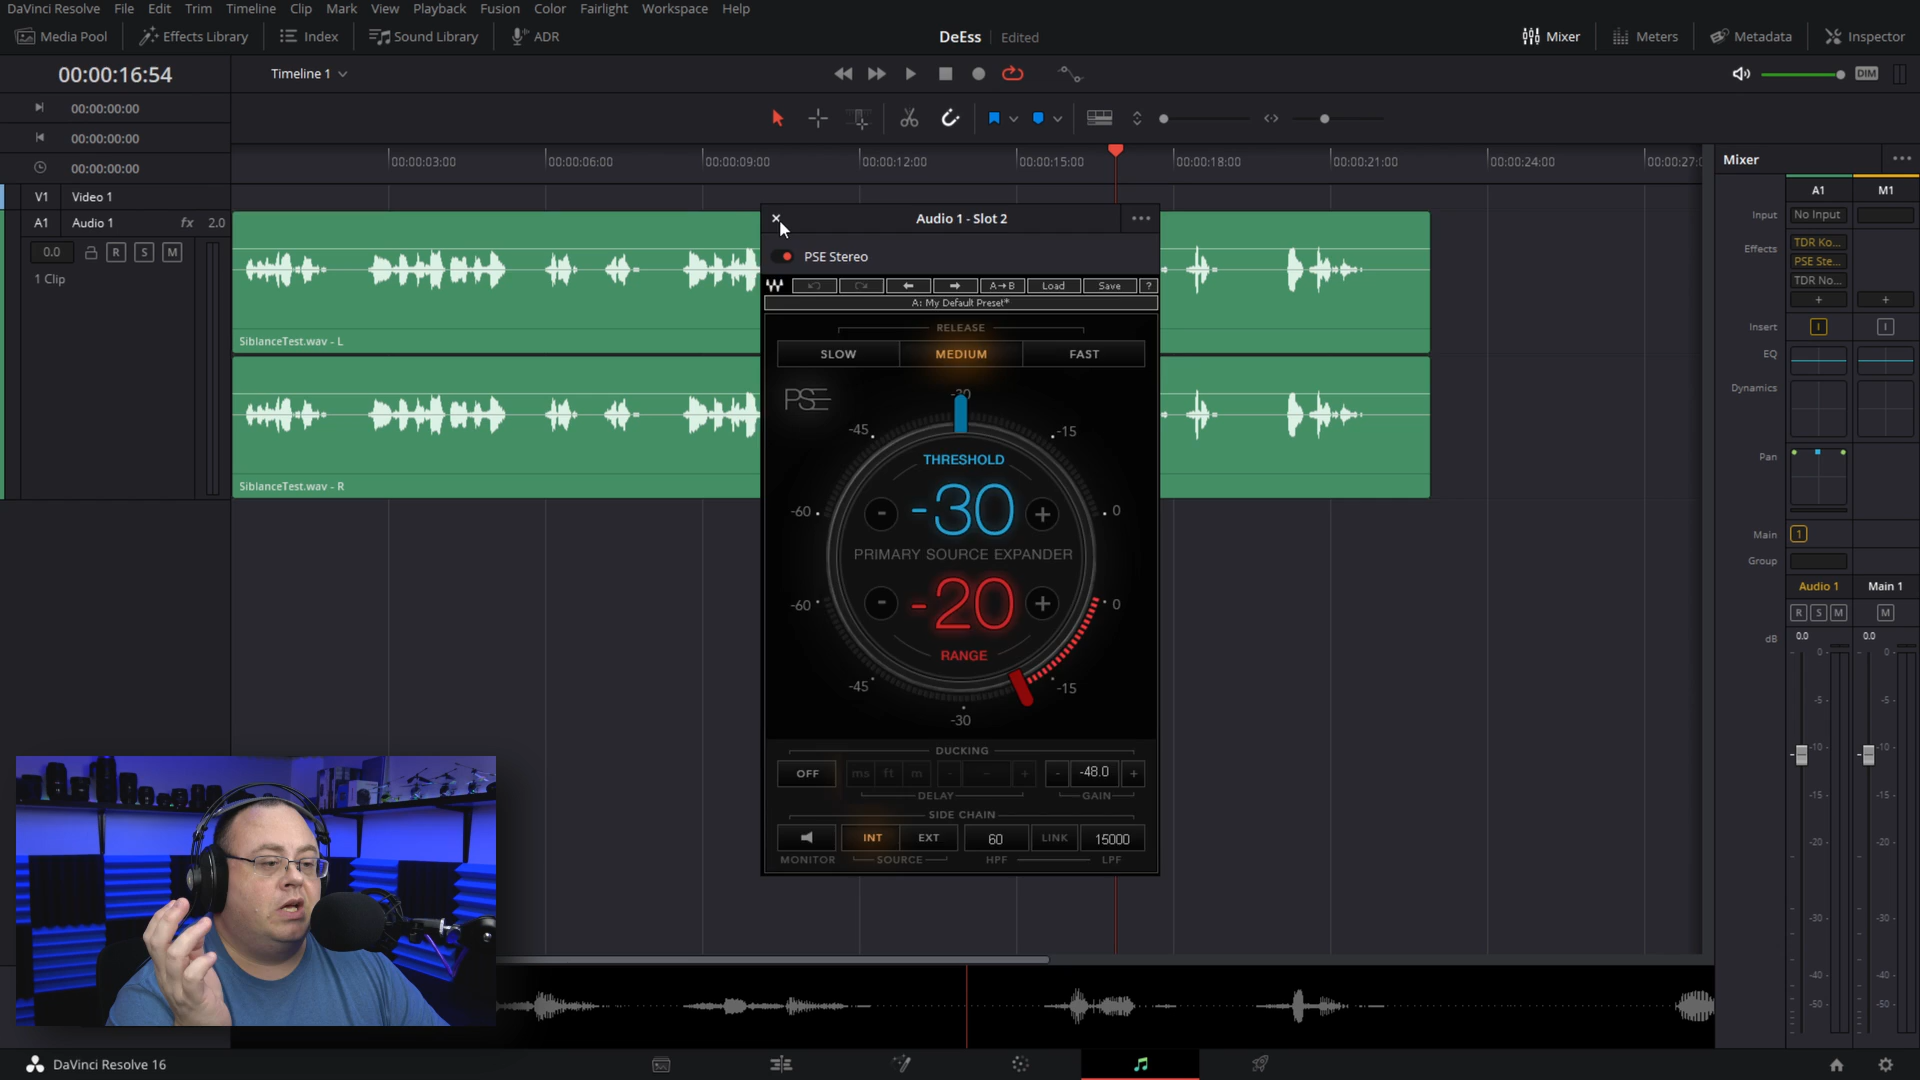 DaVinci Resolve File Edit Trim Timeline Clip Mark View Playback Fusion Color Fairlight Workspace Help
Media Pool Effects Library Index Sound Library ADR DeEss Edited Mixer Meters Metadata Inspector
00:00:16:54 Timeline 1 DIM
00:00:00:00
00:00:00:00
00:00:00:00
00:00:03:00 00:00:06:00 00:00:09:00 00:00:12:00 00:00:15:00 00:00:18:00 00:00:21:00 00:00:24:00 00:00:27:0
V1 Video 1
A1 Audio 1 fx 2.0
0.0 R S M
1 Clip
SiblanceTest.wav - L
SiblanceTest.wav - R
Audio 1 - Slot 2
PSE Stereo
A→B Load Save ?
A: My Default Preset*
RELEASE
SLOW MEDIUM FAST
PSE
-30
-45 -15
THRESHOLD
-60 - -30 + 0
PRIMARY SOURCE EXPANDER
-60 - -20 + 0
RANGE
-45 -15
-30
DUCKING
OFF ms ft m - - + - -48.0 +
DELAY GAIN
SIDE CHAIN
INT EXT 60 LINK 15000
MONITOR SOURCE HPF LPF
Mixer
A1 M1
Input No Input
Effects TDR Ko...
PSE Ste...
TDR No...
+ +
Insert I I
EQ
Dynamics
Pan
Main 1
Group
Audio 1 Main 1
R S M M
dB 0.0 0.0
0 0
-5 -5
-10 -10
-15 -15
-20 -20
-30 -30
-40 -40
-50 -50
DaVinci Resolve 16